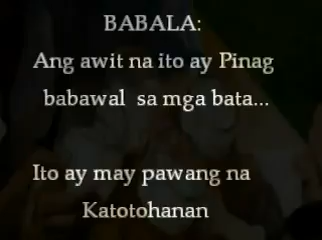 BABALA:
Ang awit na ito ay Pinag
babawal sa mga bata...
Ito ay may pawang na
Katotohanan